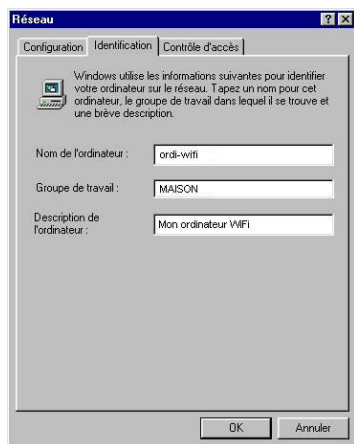 Réseau
Configuration Identification Contrôle d'accès
Windows utilise les informations suivantes pour identifier
votre ordinateur sur le réseau. Tapez un nom pour cet
ordinateur, le groupe de travail dans lequel il se trouve et
une brève description.
Nom de l'ordinateur : ordi-wifi
Groupe de travail : MAISON
Description de
l'ordinateur : Mon ordinateur WiFi
OK Annuler